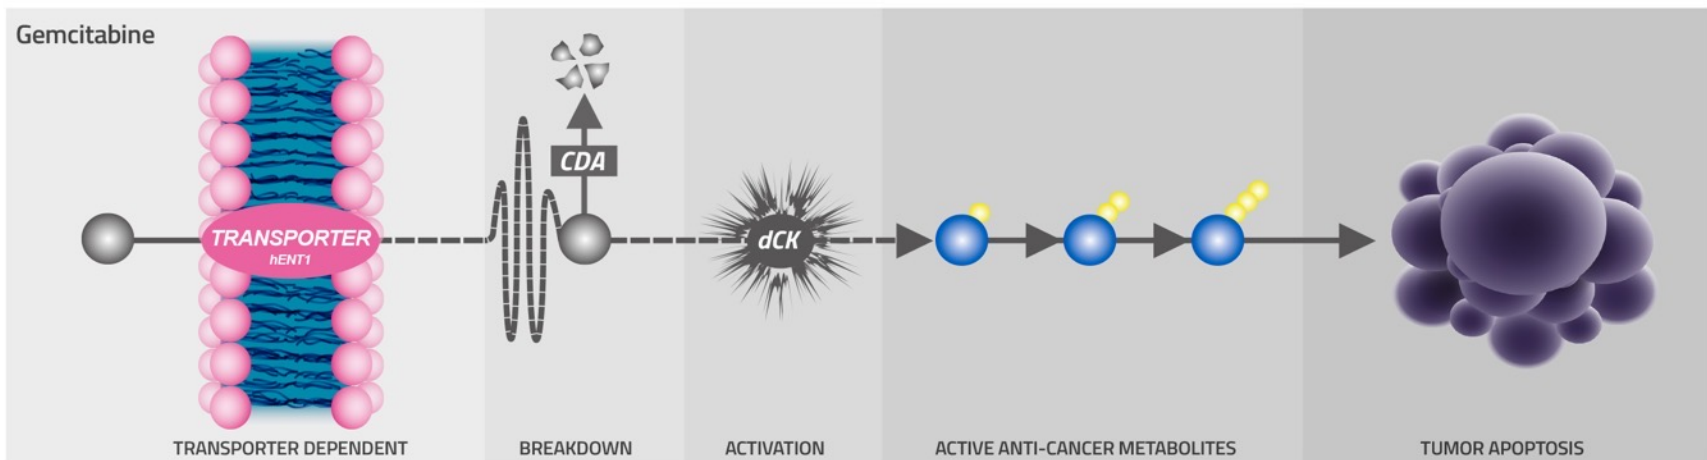 Gemcitabine
TRANSPORTER
hENT1
CDA
dCK
TRANSPORTER DEPENDENT
BREAKDOWN
ACTIVATION
ACTIVE ANTI-CANCER METABOLITES
TUMOR APOPTOSIS